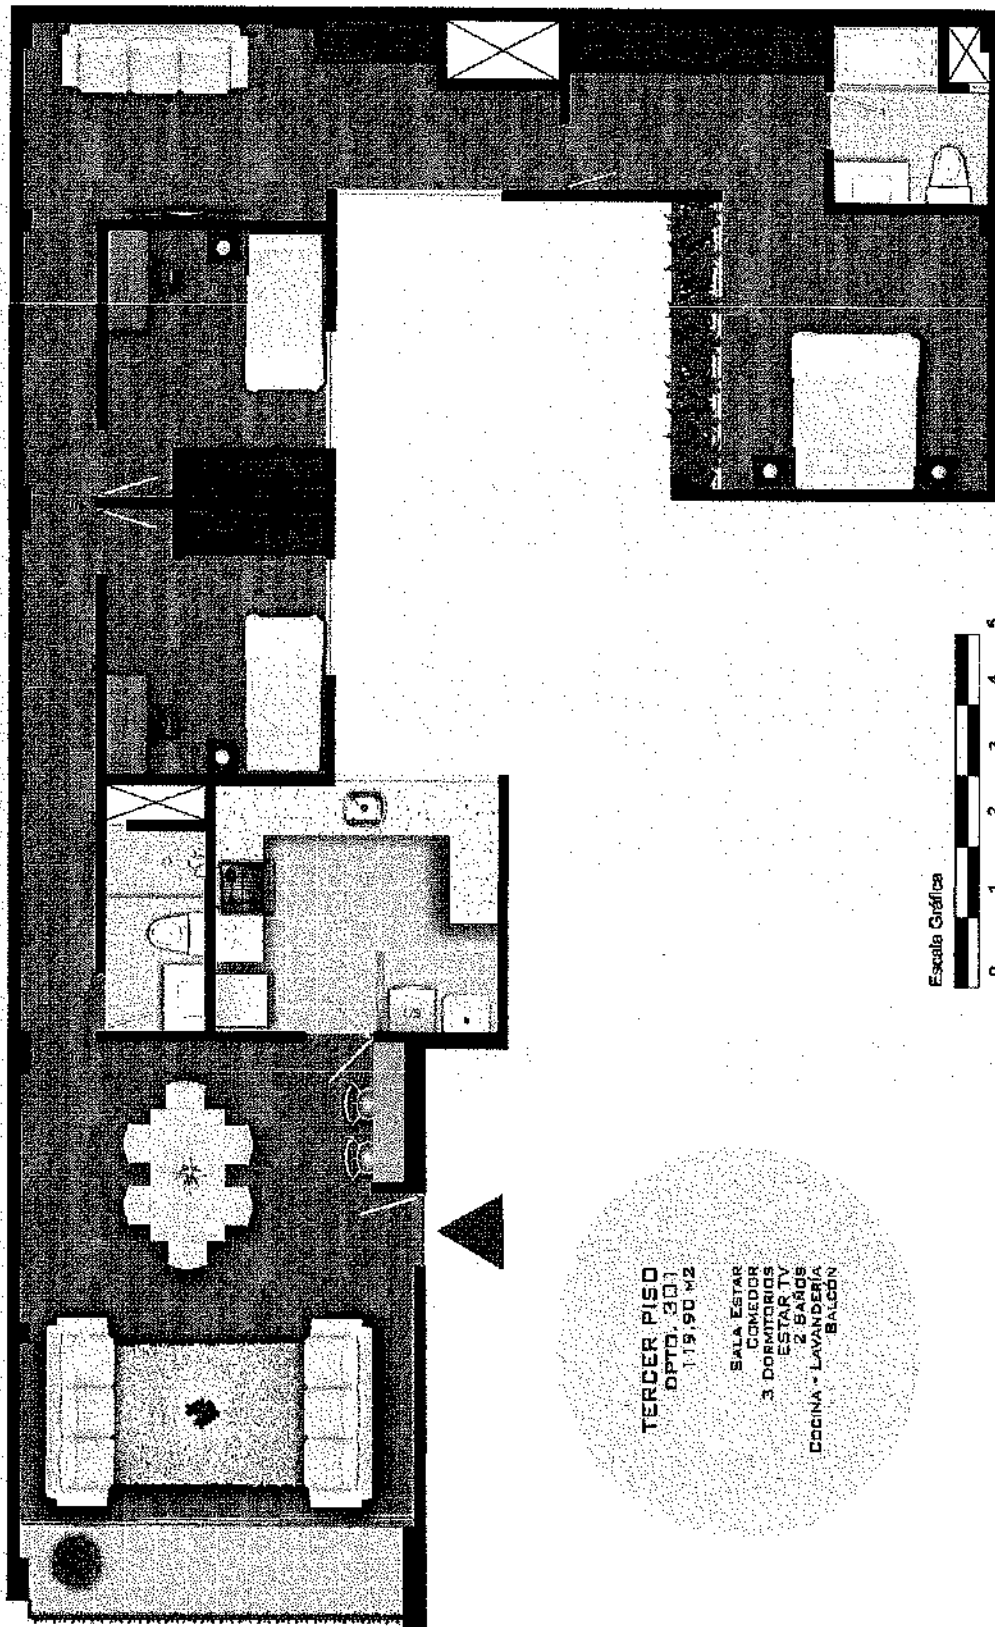 TERCER PISO
DPTO. 301
119.90 M2
SALA ESTAR
COMEDOR
3 DORMITORIOS
ESTAR TV
2 BAÑOS
COCINA - LAVANDERÍA
BALCÓN
Escala Gráfica
0 1 2 3 4 5